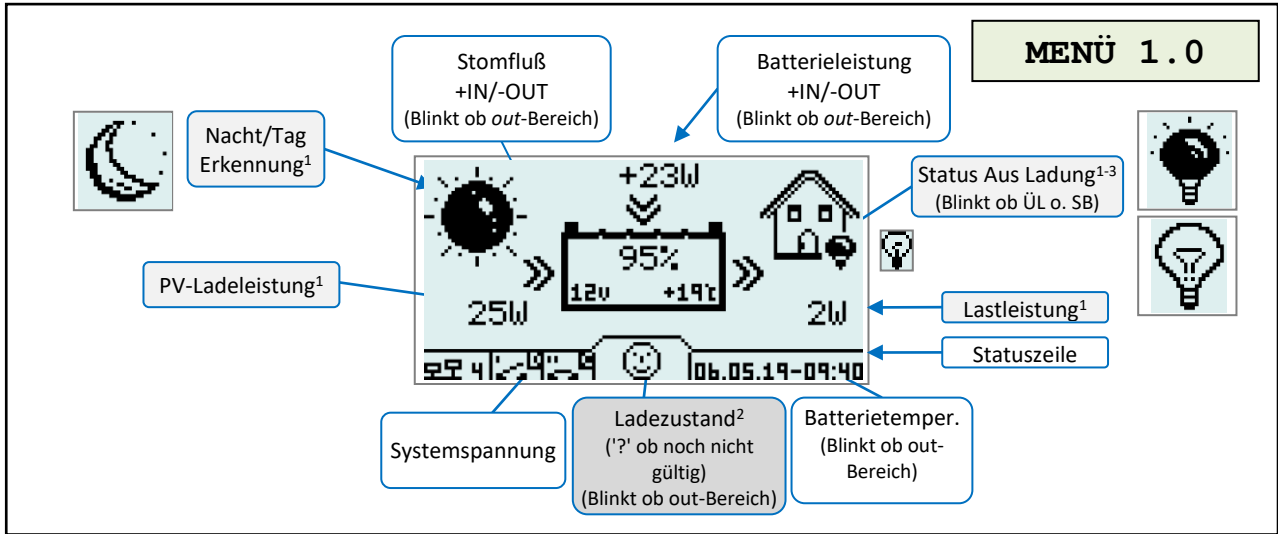 MENÜ 1.0
Stomfluß
+IN/-OUT
(Blinkt ob out-Bereich)
Batterieleistung
+IN/-OUT
(Blinkt ob out-Bereich)
Nacht/Tag
Erkennung¹
Status Aus Ladung¹⁻³
(Blinkt ob ÜL o. SB)
+23W
95%
12v +19℃
25W
2W
PV-Ladeleistung¹
Lastleistung¹
Statuszeile
4
06.05.19-09:40
Systemspannung
Ladezustand²
('?' ob noch nicht
gültig)
(Blinkt ob out-Bereich)
Batterietemper.
(Blinkt ob out-
Bereich)